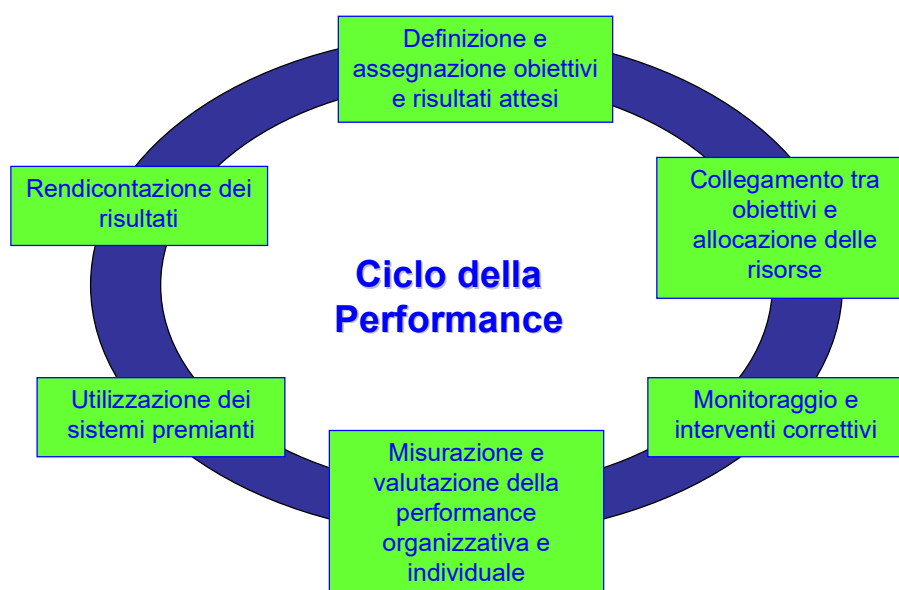 Definizione e
assegnazione obiettivi
e risultati attesi
Collegamento tra
obiettivi e
allocazione delle
risorse
Monitoraggio e
interventi correttivi
Misurazione e
valutazione della
performance
organizzativa e
individuale
Utilizzazione dei
sistemi premianti
Rendicontazione dei
risultati
Ciclo della
Performance